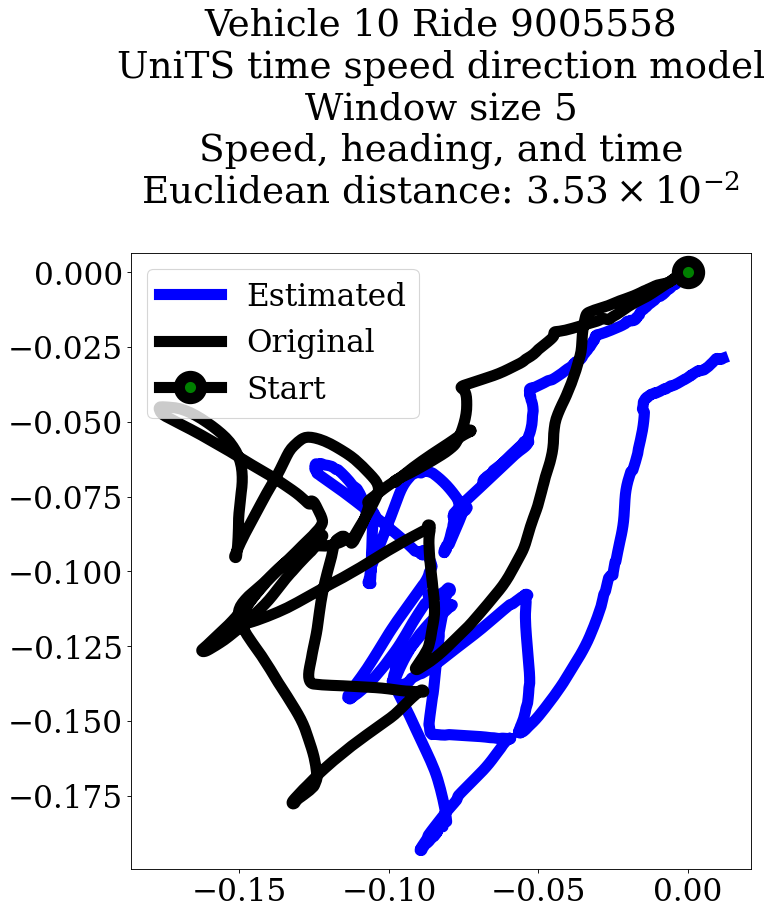 Vehicle 10 Ride 9005558
UniTS time speed direction model
Window size 5
Speed, heading, and time
Euclidean distance: 3.53 × 10⁻²
Estimated
Original
Start
0.000
−0.025
−0.050
−0.075
−0.100
−0.125
−0.150
−0.175
−0.15
−0.10
−0.05
0.00